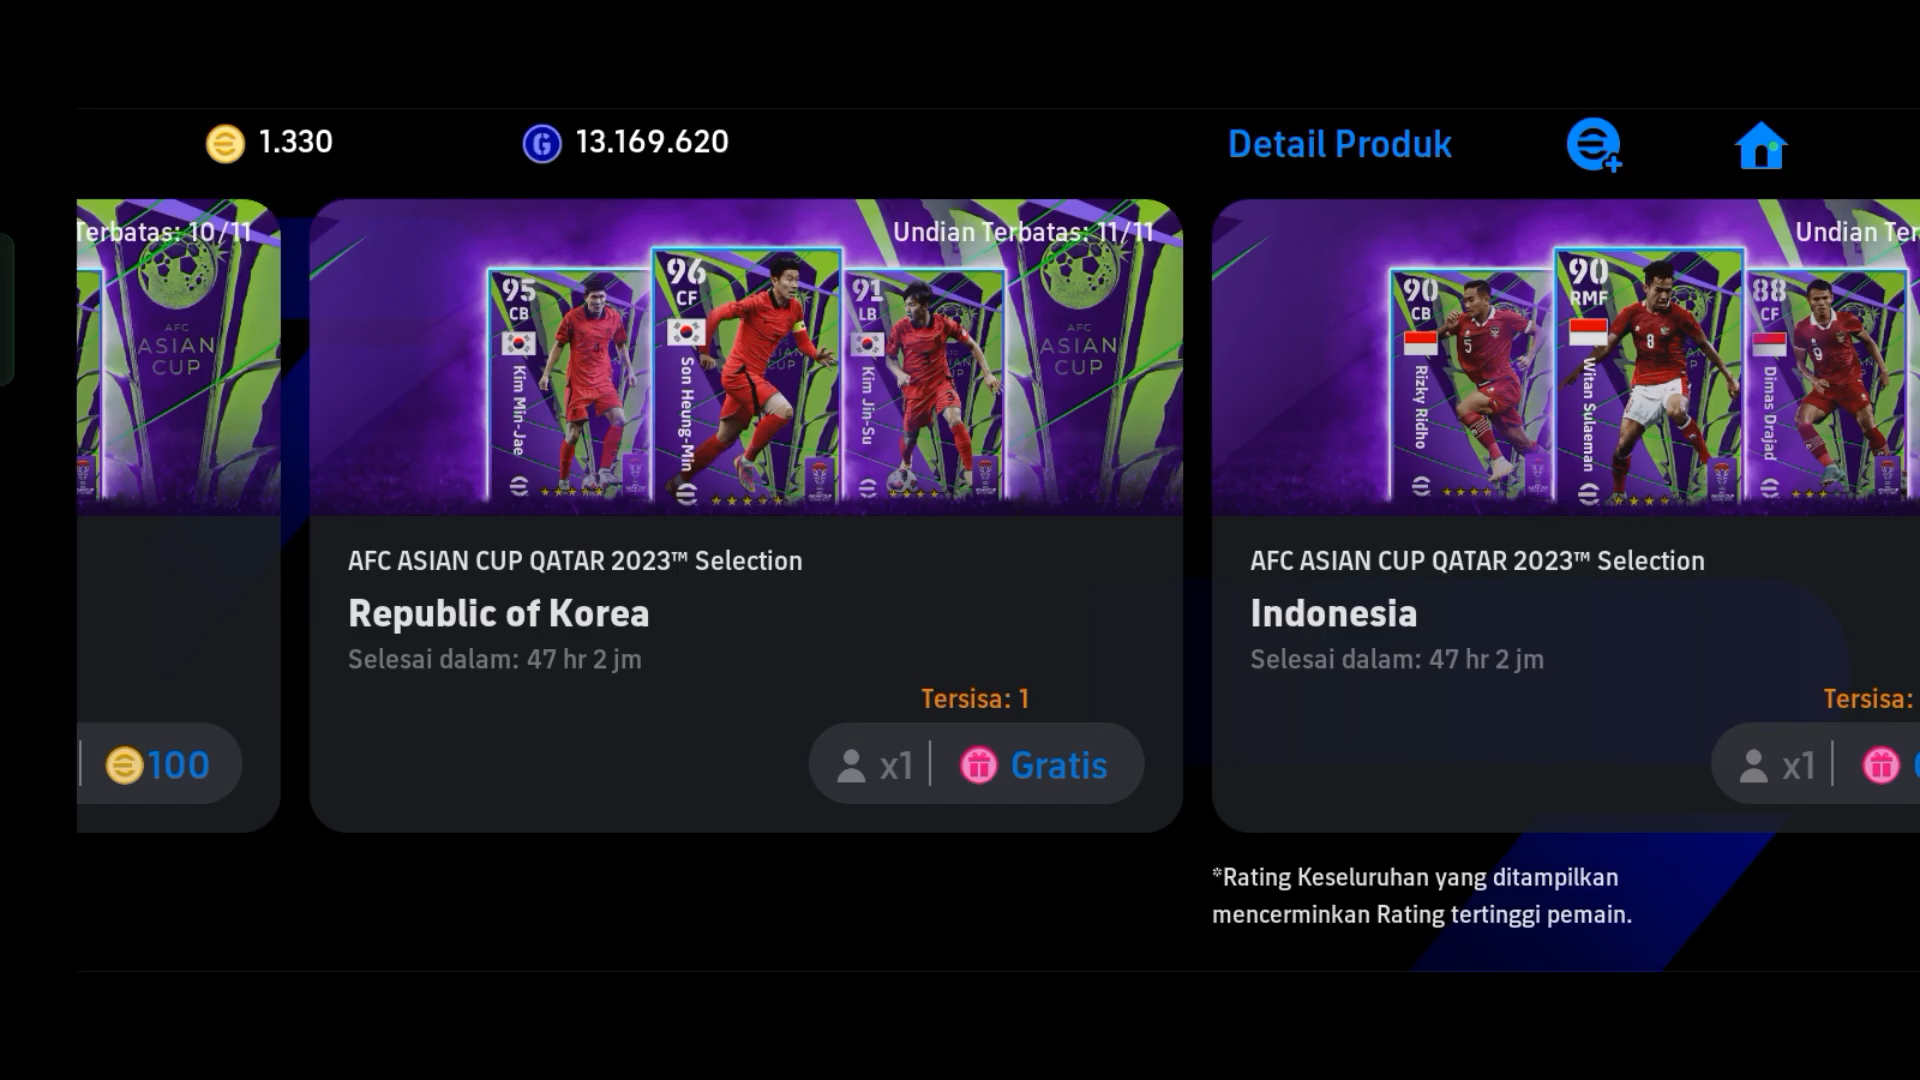 1.330
13.169.620
Detail Produk
Terbatas: 10/11
ASIAN
CUP
100
Undian Terbatas: 11/11
95
CB
Kim Min-Jae
96
CF
Son Heung-Min
91
LB
Kim Jin-Su
AFC
ASIAN
CUP
AFC ASIAN CUP QATAR 2023™ Selection
Republic of Korea
Selesai dalam: 47 hr 2 jm
Tersisa: 1
x1
Gratis
Undian Ter
90
CB
Rizky Ridho
90
RMF
Witan Sulaeman
88
CF
Dimas Drajad
AFC ASIAN CUP QATAR 2023™ Selection
Indonesia
Selesai dalam: 47 hr 2 jm
Tersisa:
x1
*Rating Keseluruhan yang ditampilkan
mencerminkan Rating tertinggi pemain.